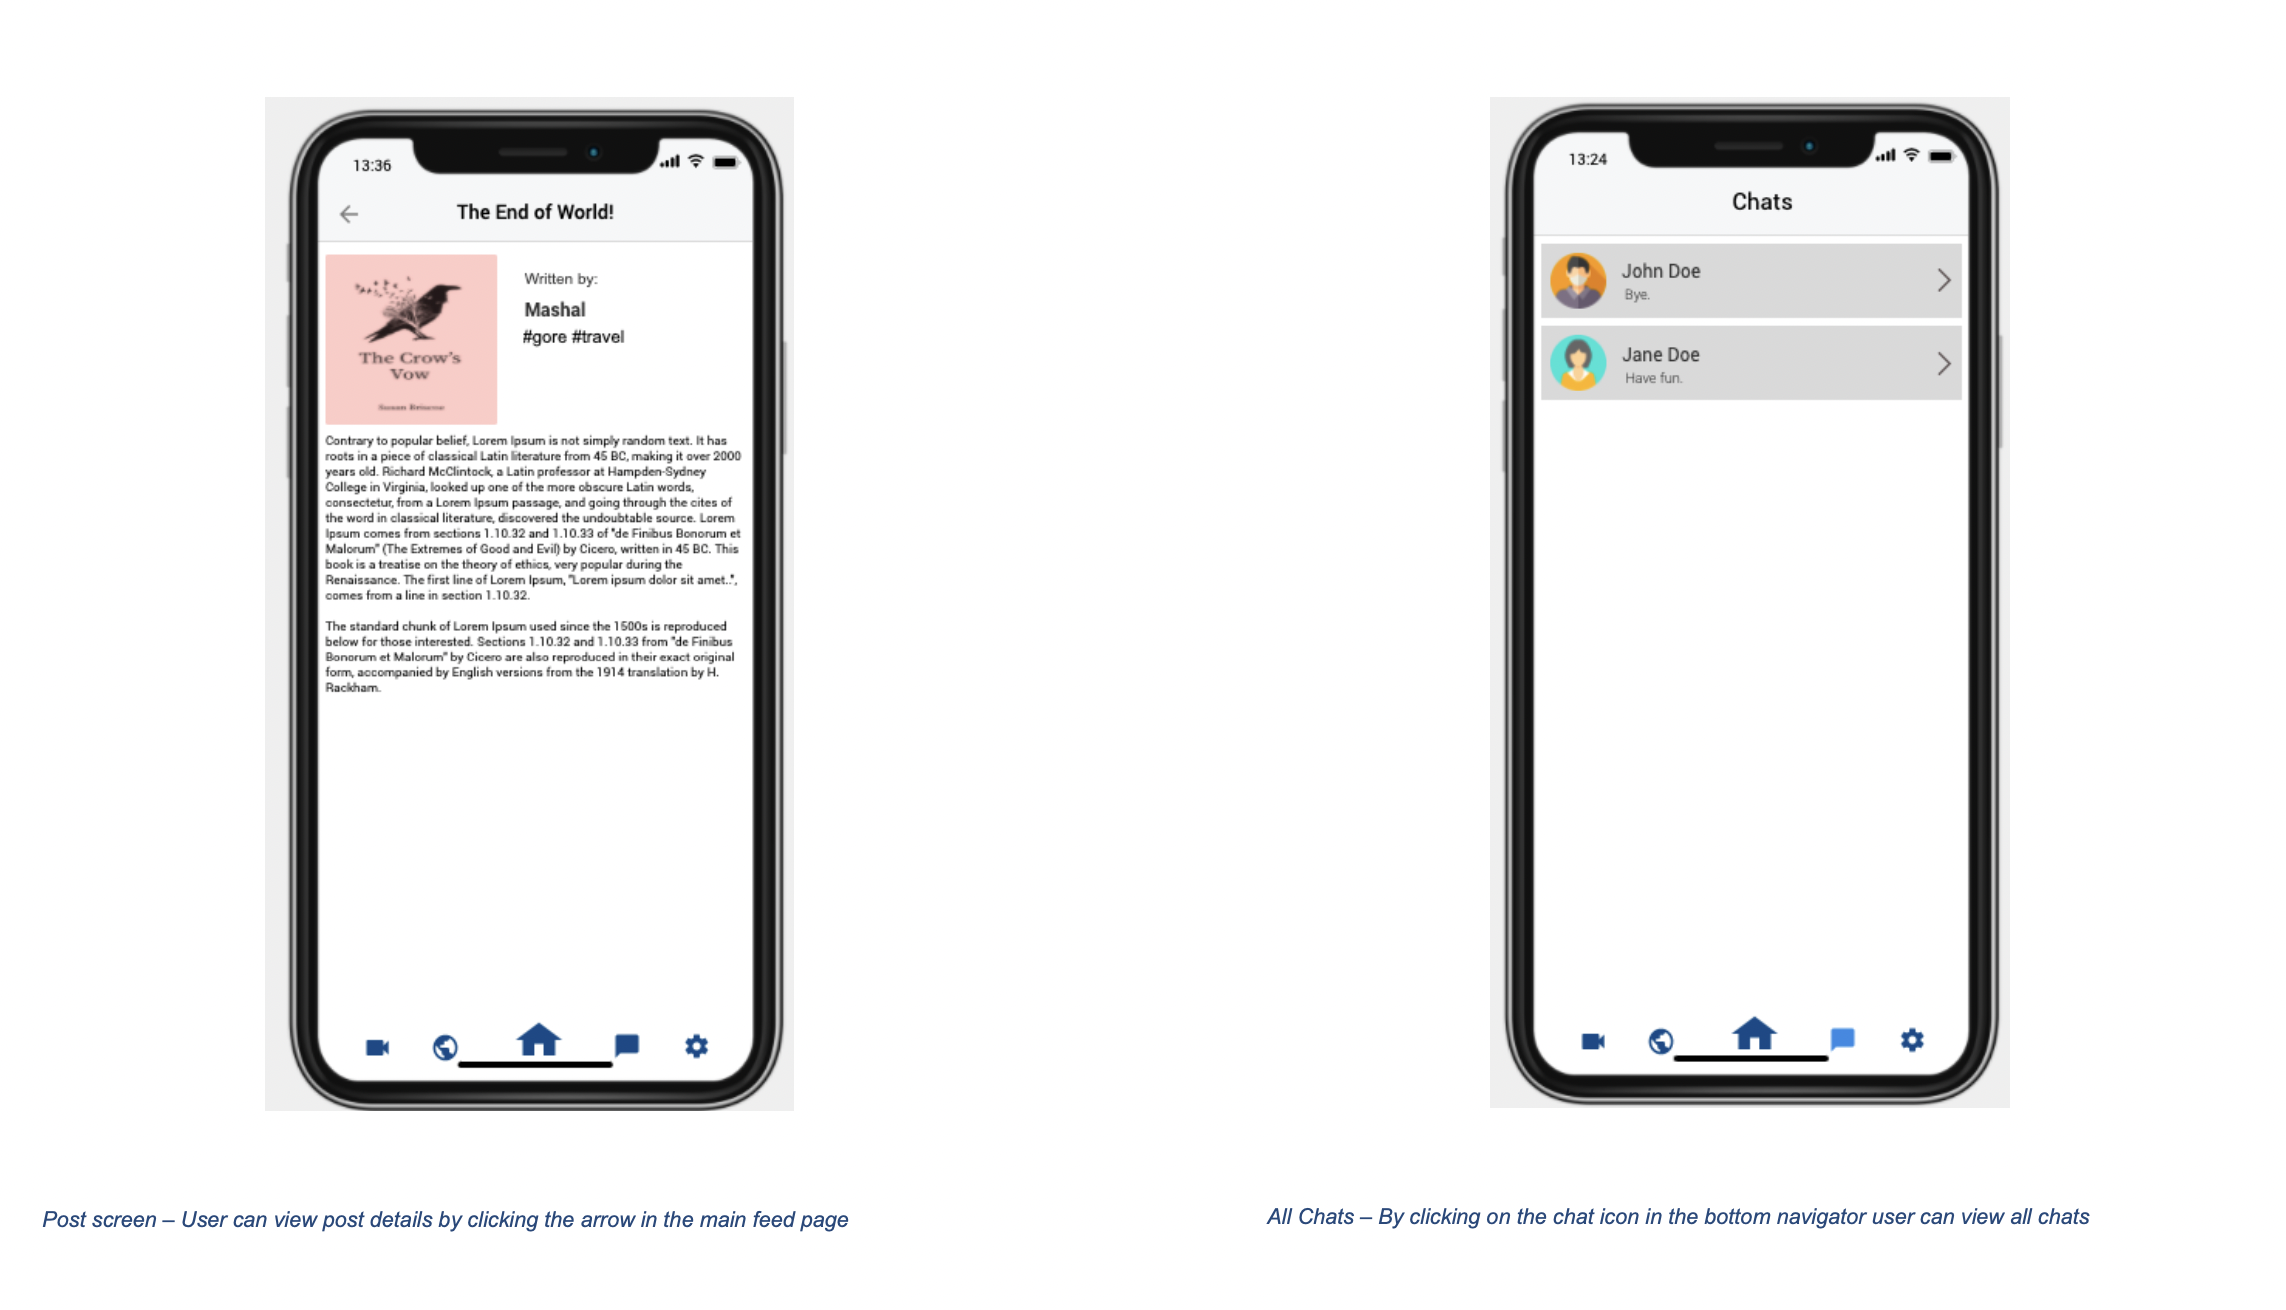 13:36
The End of World!
The Crow's
Vow
Susan Briscoe
Written by:
Mashal
#gore #travel
Contrary to popular belief, Lorem Ipsum is not simply random text. It has
roots in a piece of classical Latin literature from 45 BC, making it over 2000
years old. Richard McClintock, a Latin professor at Hampden-Sydney
College in Virginia, looked up one of the more obscure Latin words,
consectetur, from a Lorem Ipsum passage, and going through the cites of
the word in classical literature, discovered the undoubtable source. Lorem
Ipsum comes from sections 1.10.32 and 1.10.33 of "de Finibus Bonorum et
Malorum" (The Extremes of Good and Evil) by Cicero, written in 45 BC. This
book is a treatise on the theory of ethics, very popular during the
Renaissance. The first line of Lorem Ipsum, "Lorem ipsum dolor sit amet..",
comes from a line in section 1.10.32.
The standard chunk of Lorem Ipsum used since the 1500s is reproduced
below for those interested. Sections 1.10.32 and 1.10.33 from "de Finibus
Bonorum et Malorum" by Cicero are also reproduced in their exact original
form, accompanied by English versions from the 1914 translation by H.
Rackham.
Post screen – User can view post details by clicking the arrow in the main feed page
13:24
Chats
John Doe
Bye.
Jane Doe
Have fun.
All Chats – By clicking on the chat icon in the bottom navigator user can view all chats